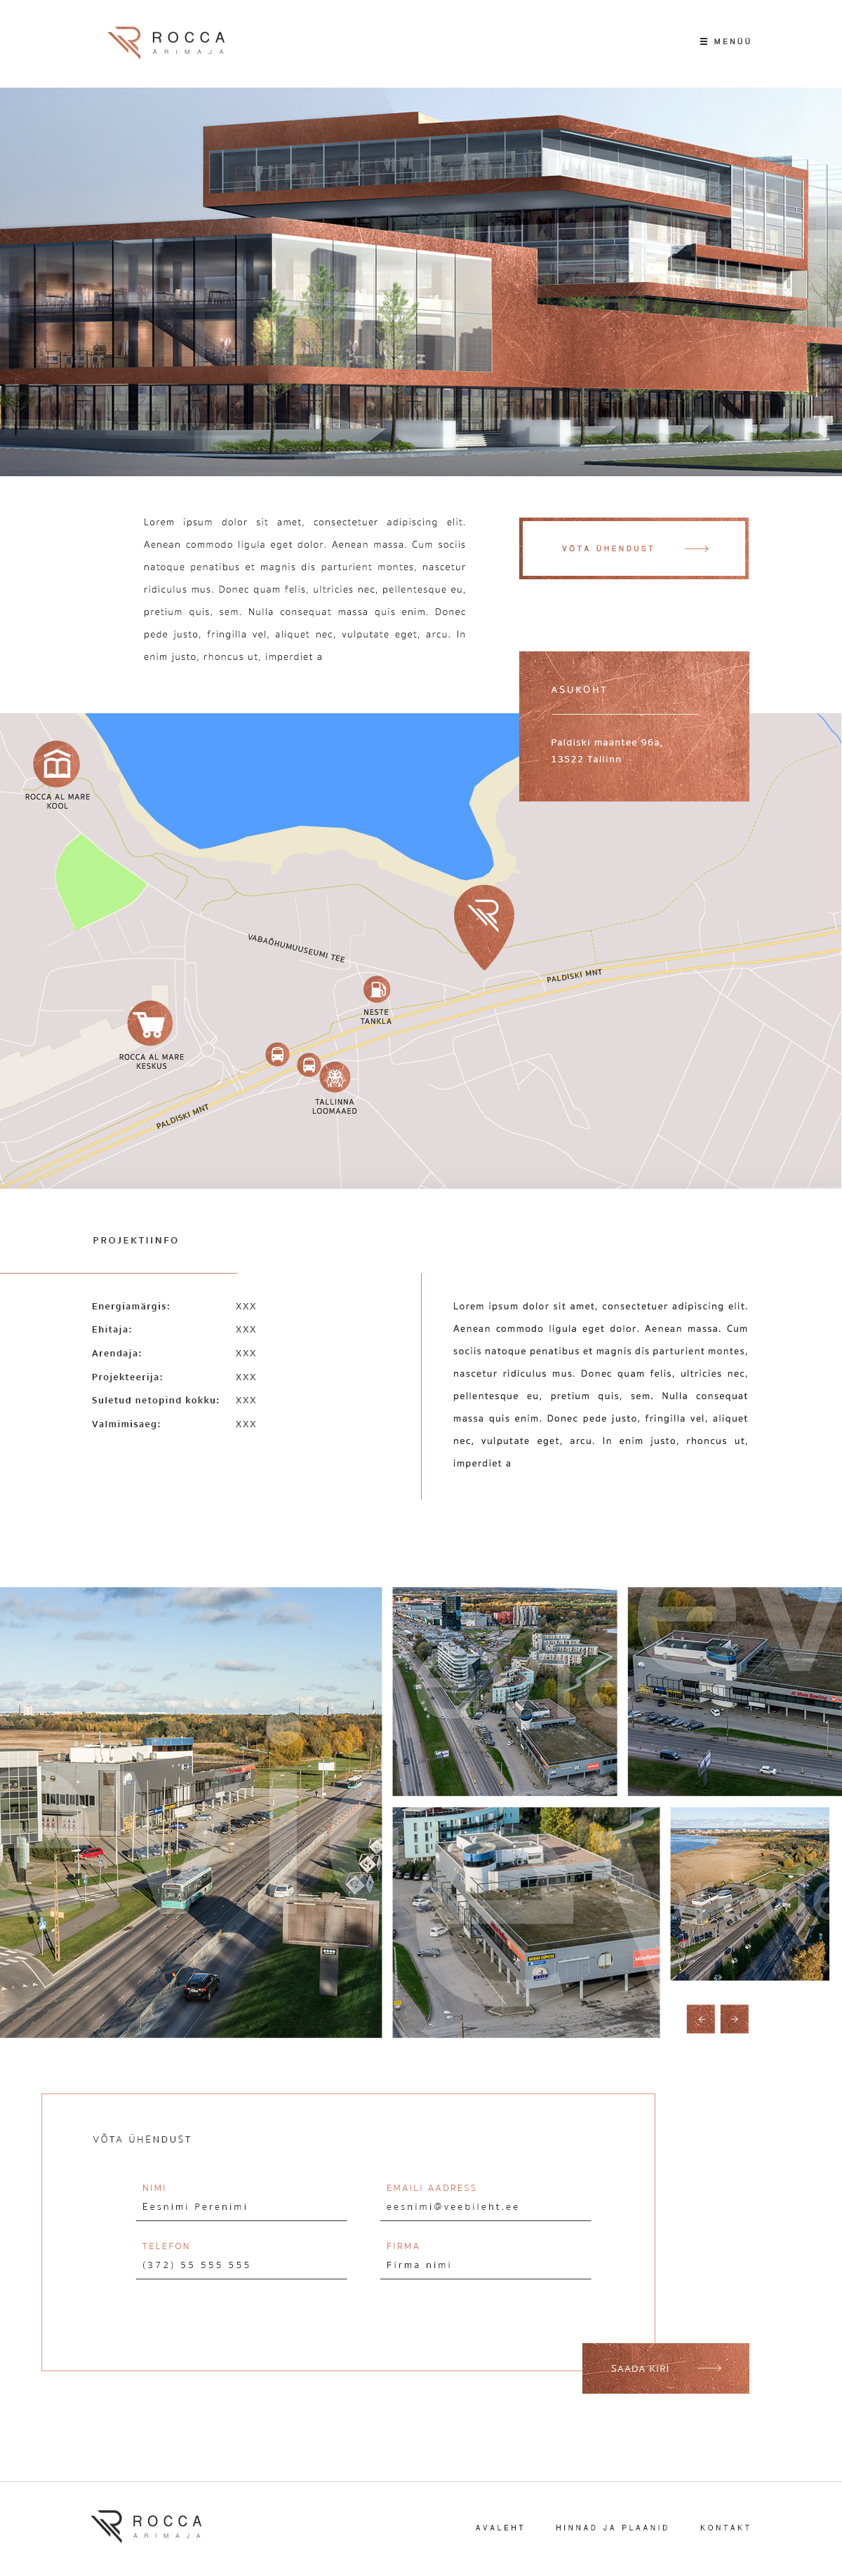 ROCCA
ÄRIMAJA
MENÜÜ
Lorem ipsum dolor sit amet, consectetuer adipiscing elit.
Aenean commodo ligula eget dolor. Aenean massa. Cum sociis
natoque penatibus et magnis dis parturient montes, nascetur
ridiculus mus. Donec quam felis, ultricies nec, pellentesque eu,
pretium quis, sem. Nulla consequat massa quis enim. Donec
pede justo, fringilla vel, aliquet nec, vulputate eget, arcu. In
enim justo, rhoncus ut, imperdiet a
VÕTA ÜHENDUST
ASUKOHT
Paldiski maantee 96a,
13522 Tallinn
ROCCA AL MARE
KOOL
VABAÕHUMUUSEUMI TEE
PALDISKI MNT
NESTE
TANKLA
ROCCA AL MARE
KESKUS
TALLINNA
LOOMAAED
PALDISKI MNT
PROJEKTIINFO
Energiamärgis: XXX
Ehitaja: XXX
Arendaja: XXX
Projekteerija: XXX
Suletud netopind kokku: XXX
Valmimisaeg: XXX
Lorem ipsum dolor sit amet, consectetuer adipiscing elit.
Aenean commodo ligula eget dolor. Aenean massa. Cum
sociis natoque penatibus et magnis dis parturient montes,
nascetur ridiculus mus. Donec quam felis, ultricies nec,
pellentesque eu, pretium quis, sem. Nulla consequat
massa quis enim. Donec pede justo, fringilla vel, aliquet
nec, vulputate eget, arcu. In enim justo, rhoncus ut,
imperdiet a
VÕTA ÜHENDUST
NIMI
Eesnimi Perenimi
EMAILI AADRESS
eesnimi@veebileht.ee
TELEFON
(372) 55 555 555
FIRMA
Firma nimi
SAADA KIRI
ROCCA
ÄRIMAJA
AVALEHT
HINNAD JA PLAANID
KONTAKT